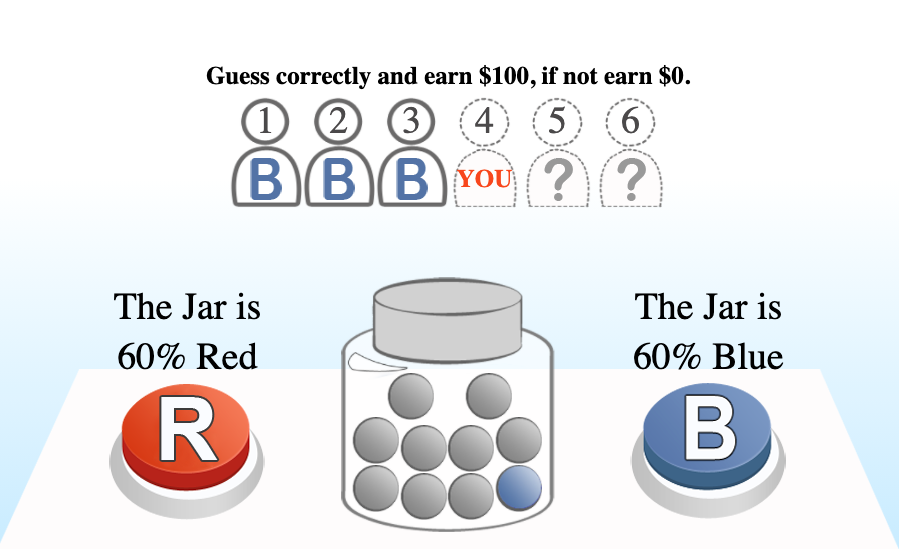 Guess correctly and earn $100, if not earn $0.
1 2 3 4 5 6
B B B YOU ? ?
The Jar is
60% Red
The Jar is
60% Blue
R
B